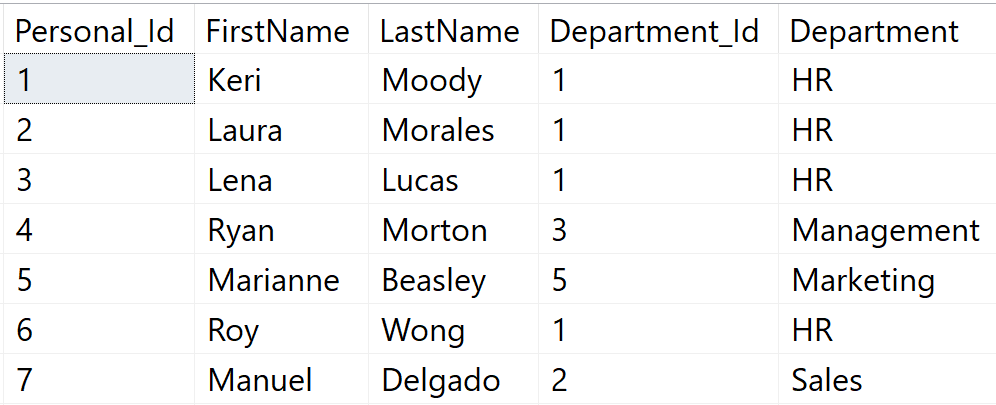 Personal_Id FirstName LastName Department_Id Department
1 Keri Moody 1 HR
2 Laura Morales 1 HR
3 Lena Lucas 1 HR
4 Ryan Morton 3 Management
5 Marianne Beasley 5 Marketing
6 Roy Wong 1 HR
7 Manuel Delgado 2 Sales